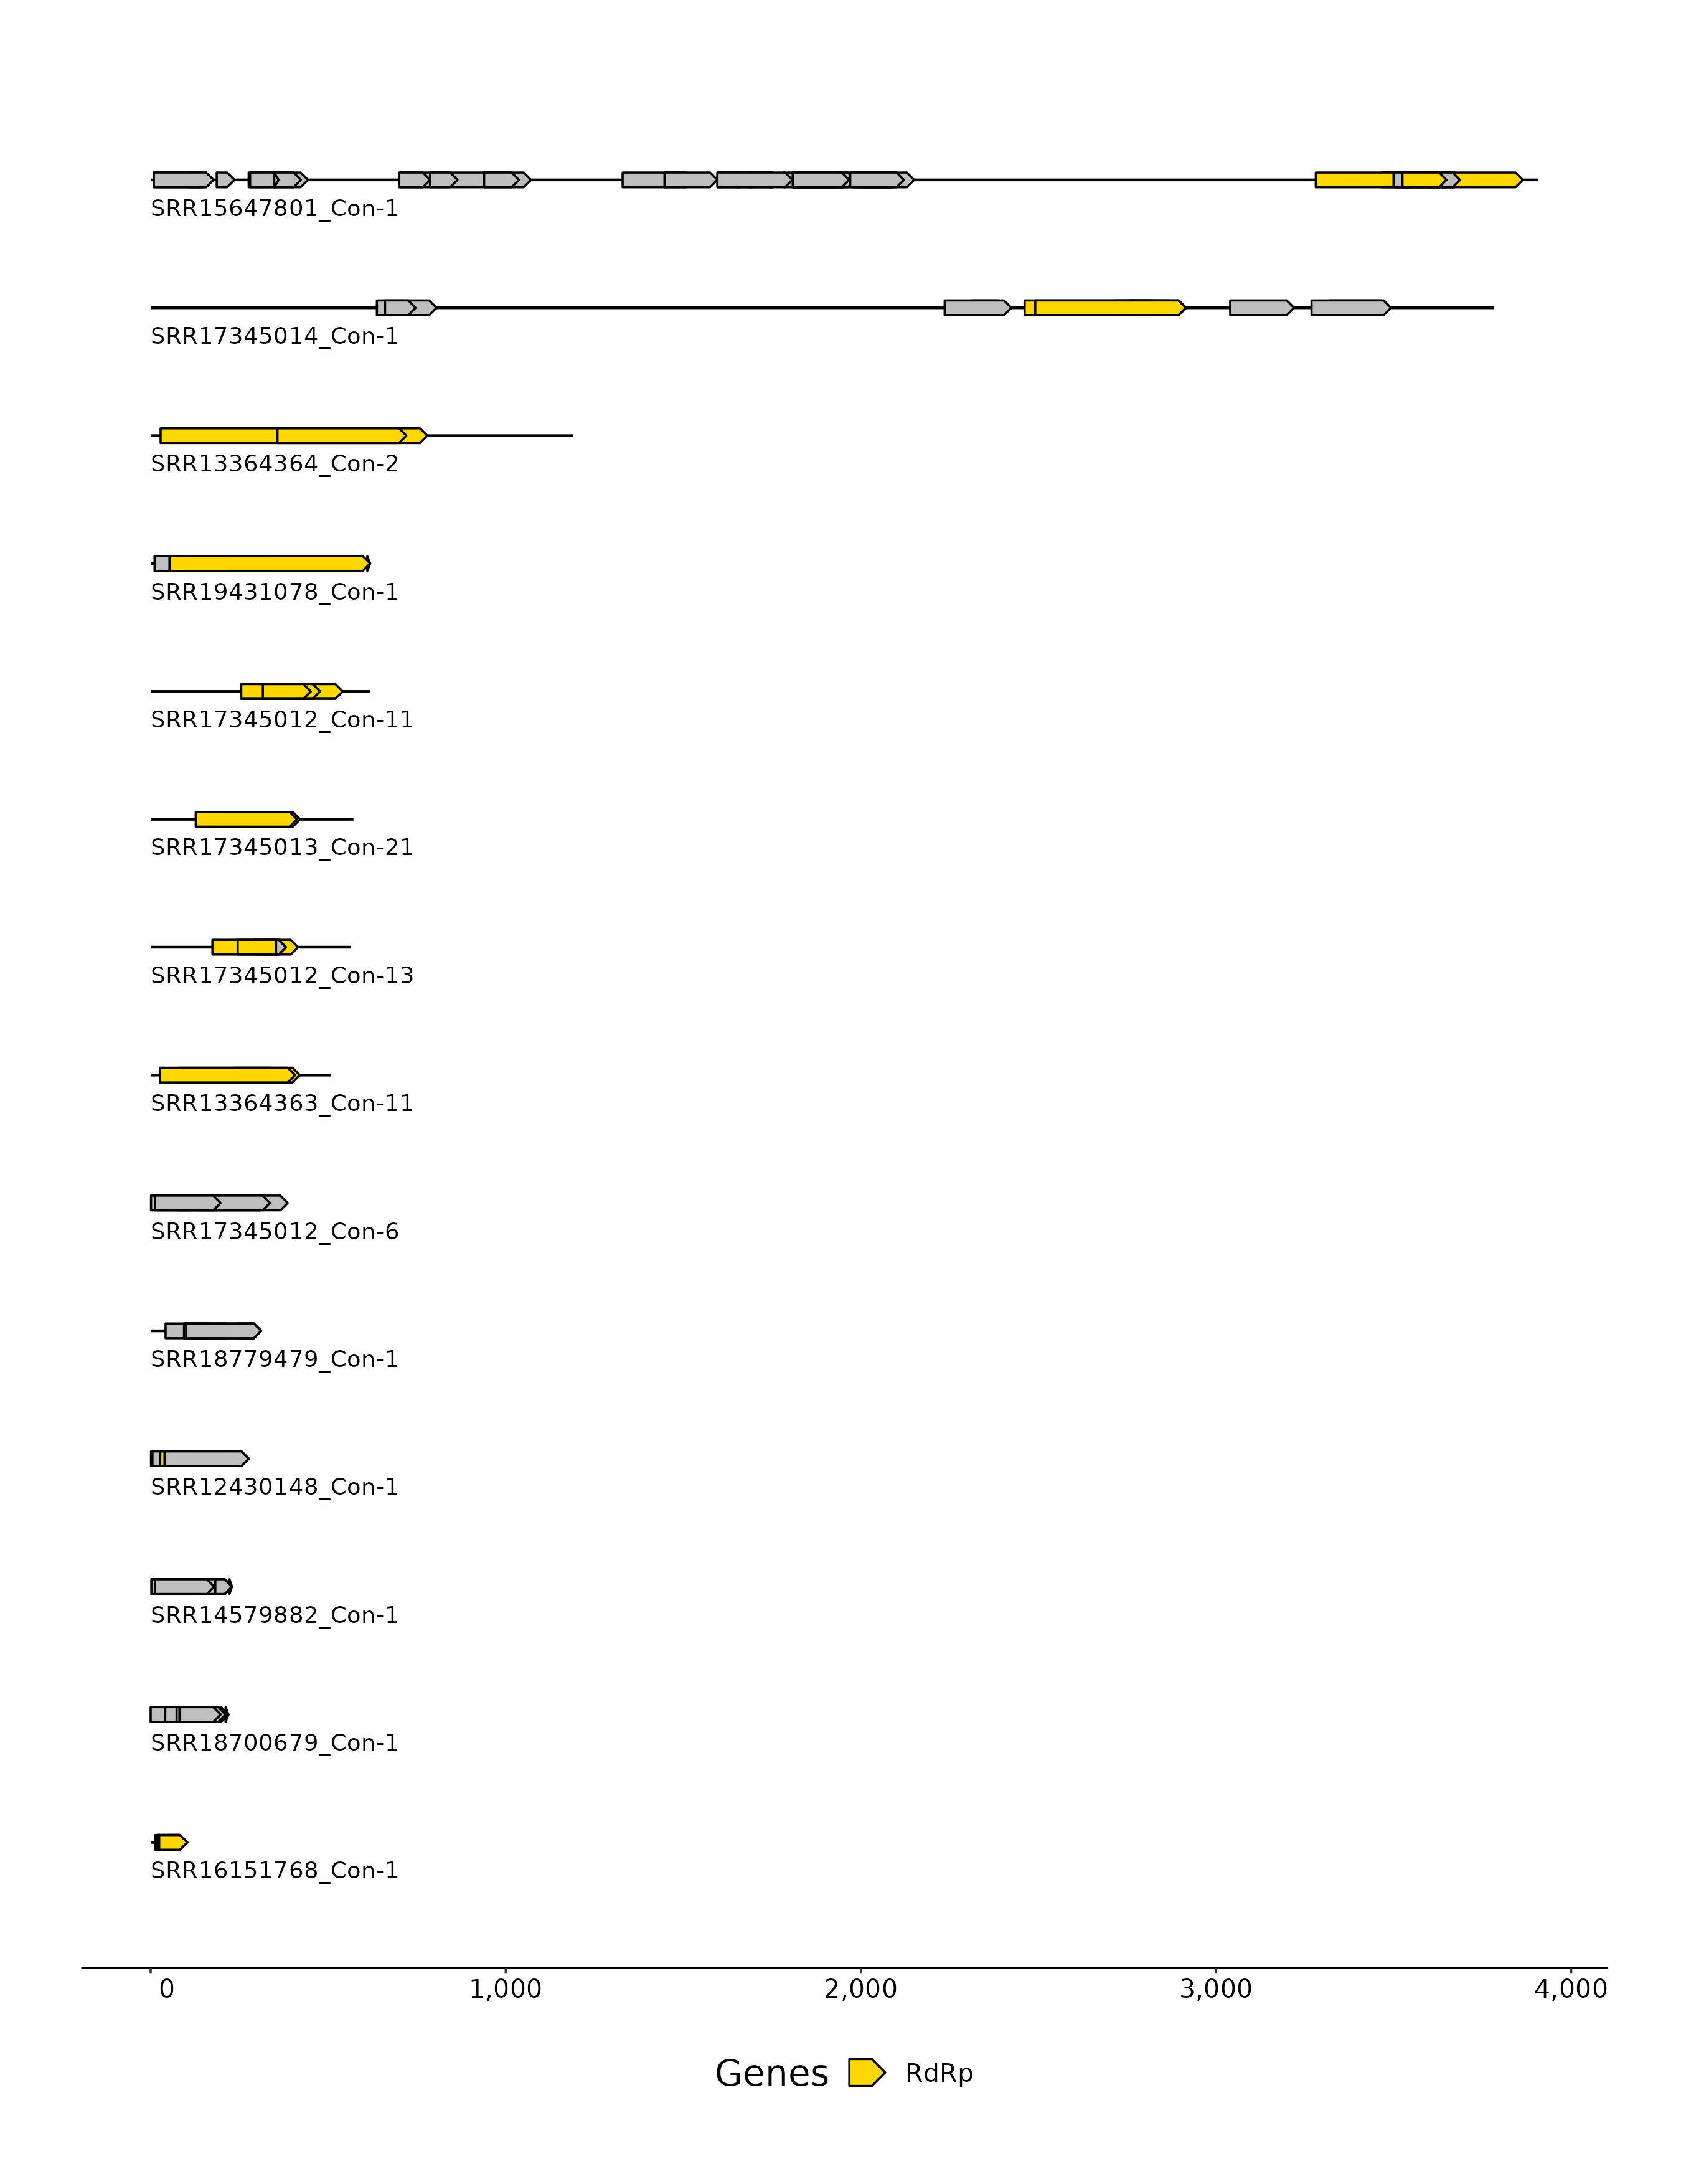 SRR15647801_Con-1
SRR17345014_Con-1
SRR13364364_Con-2
SRR19431078_Con-1
SRR17345012_Con-11
SRR17345013_Con-21
SRR17345012_Con-13
SRR13364363_Con-11
SRR17345012_Con-6
SRR18779479_Con-1
SRR12430148_Con-1
SRR14579882_Con-1
SRR18700679_Con-1
SRR16151768_Con-1
0 1,000 2,000 3,000 4,000
Genes RdRp